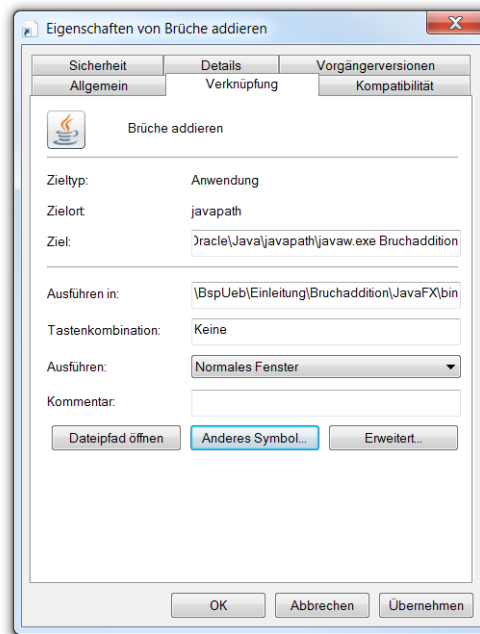 Eigenschaften von Brüche addieren
Sicherheit Details Vorgängerversionen
Allgemein Verknüpfung Kompatibilität
Brüche addieren
Zieltyp: Anwendung
Zielort: javapath
Ziel: Oracle\Java\javapath\javaw.exe Bruchaddition
Ausführen in: \BspUeb\Einleitung\Bruchaddition\JavaFX\bin
Tastenkombination: Keine
Ausführen: Normales Fenster
Kommentar:
Dateipfad öffnen Anderes Symbol... Erweitert...
OK Abbrechen Übernehmen